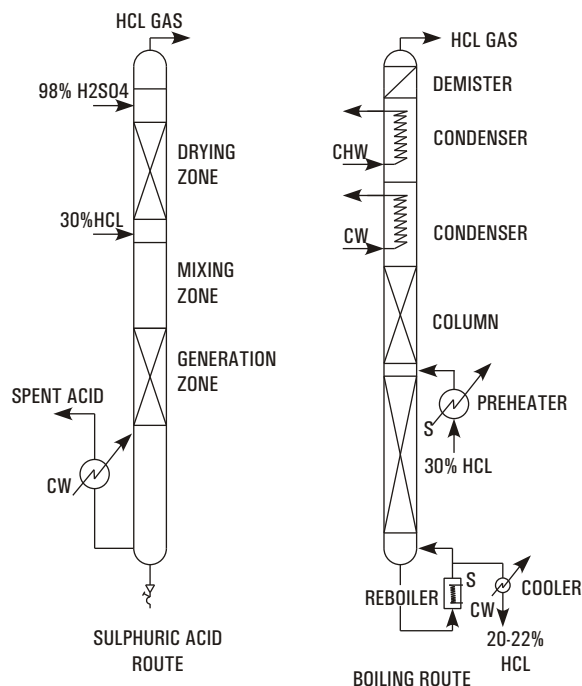 HCL GAS
98% H2SO4
DRYING
ZONE
30%HCL
MIXING
ZONE
GENERATION
ZONE
SPENT ACID
CW
SULPHURIC ACID
ROUTE
HCL GAS
DEMISTER
CONDENSER
CHW
CONDENSER
CW
COLUMN
PREHEATER
S
30% HCL
REBOILER
S
CW
COOLER
20-22%
HCL
BOILING ROUTE